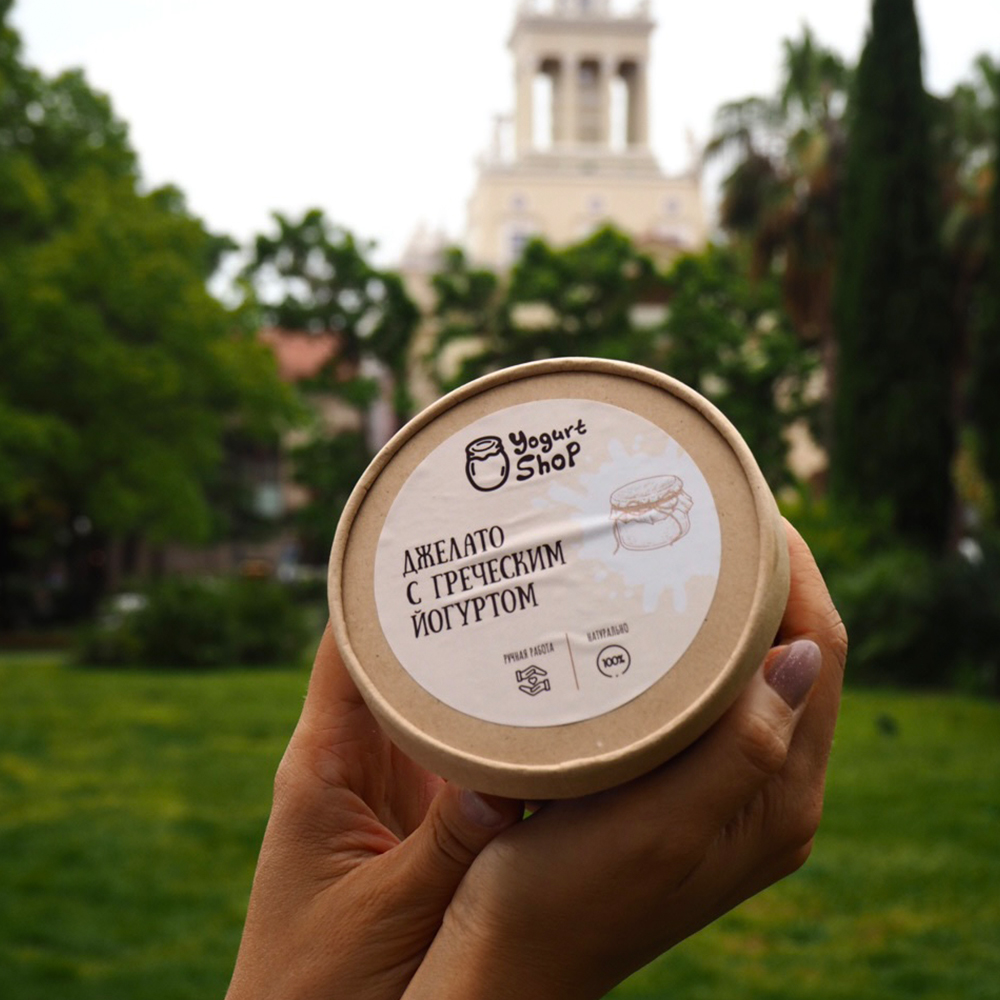 Yogurt
Shop
ДЖЕЛАТО
С ГРЕЧЕСКИМ
ЙОГУРТОМ
РУЧНАЯ РАБОТА
НАТУРАЛЬНО
100%